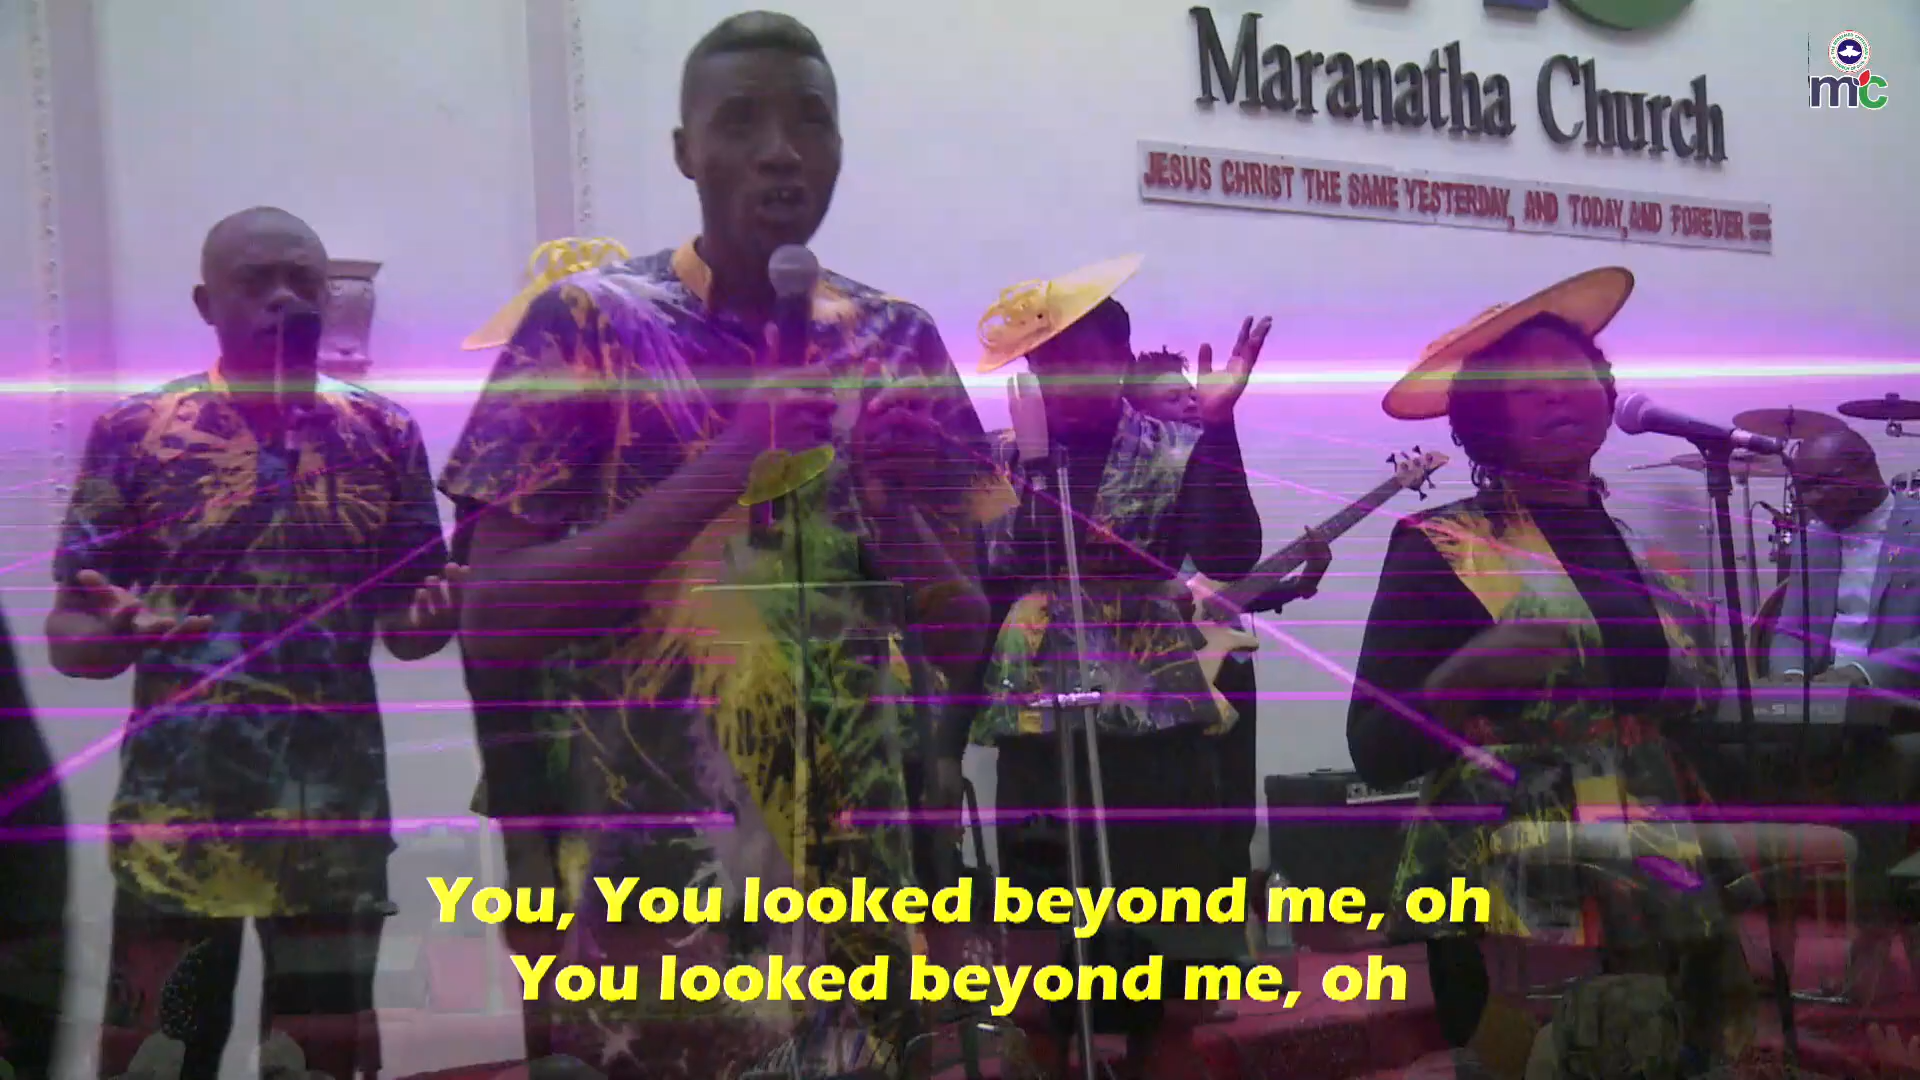 Maranatha Church
JESUS CHRIST THE SAME YESTERDAY, AND TODAY, AND FOREVER
mc
You, You looked beyond me, oh
You looked beyond me, oh